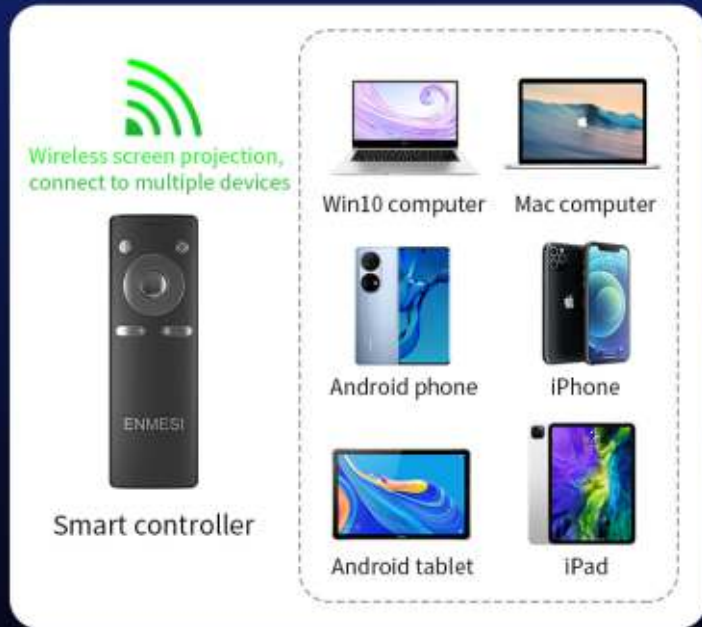 Wireless screen projection,
connect to multiple devices
ENMESI
Smart controller
Win10 computer
Mac computer
Android phone
iPhone
Android tablet
iPad